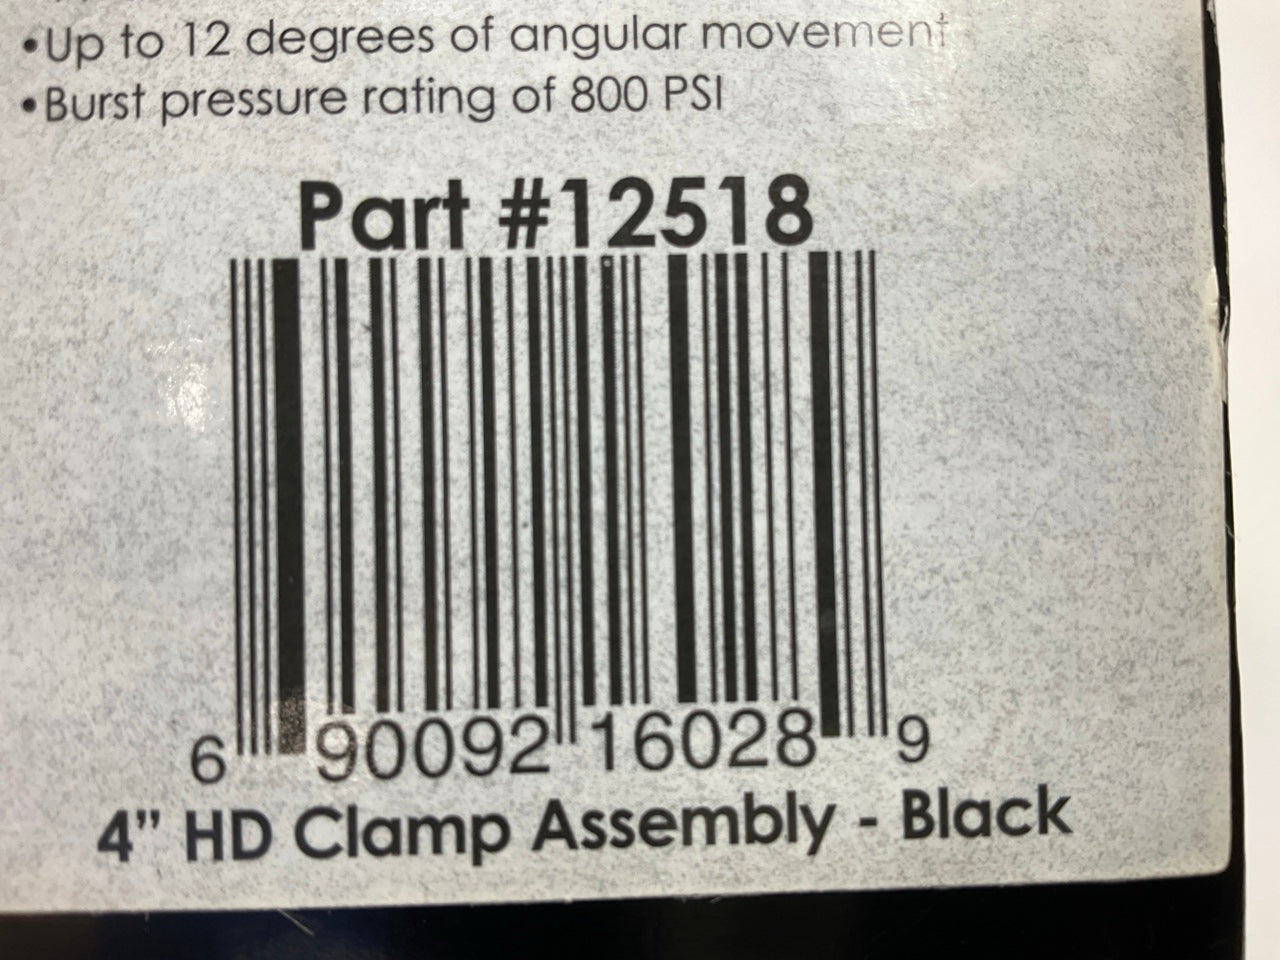 •Up to 12 degrees of angular movement
•Burst pressure rating of 800 PSI
Part #12518
6 90092 16028 9
4" HD Clamp Assembly - Black